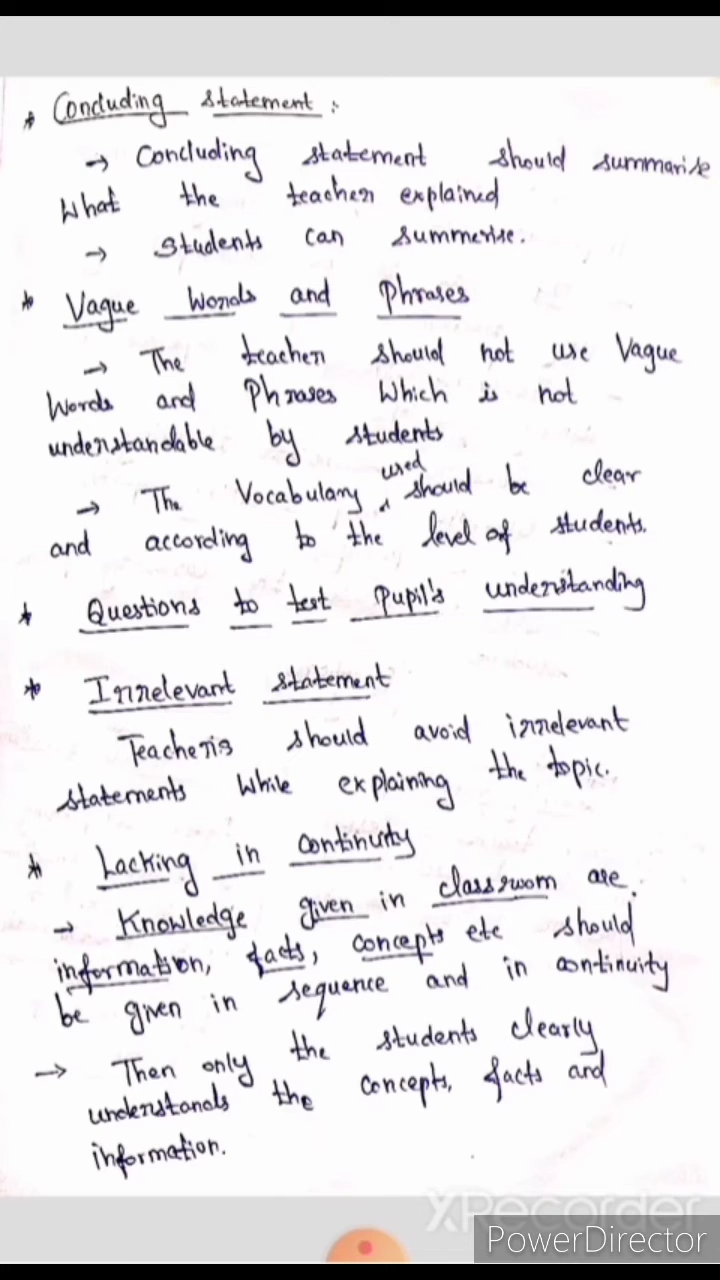 * Concluding statement :
→ Concluding statement should summarise
What the teacher explained
→ Students can summerise.
* Vague Words and Phrases
→ The teacher should not use Vague
Words and Phrases Which is not
understandable by students
→ The Vocabulary used should be clear
and according to the level of students.
* Questions to test Pupil's understanding
* Irrelevant statement
Teachers should avoid irrelevant
statements While explaining the topic.
* Lacking in continuity
→ Knowledge given in classroom are
information, facts, concepts etc should
be given in sequence and in continuity
→ Then only the students clearly
understands the concepts, facts and
information.
XRecorder
PowerDirector